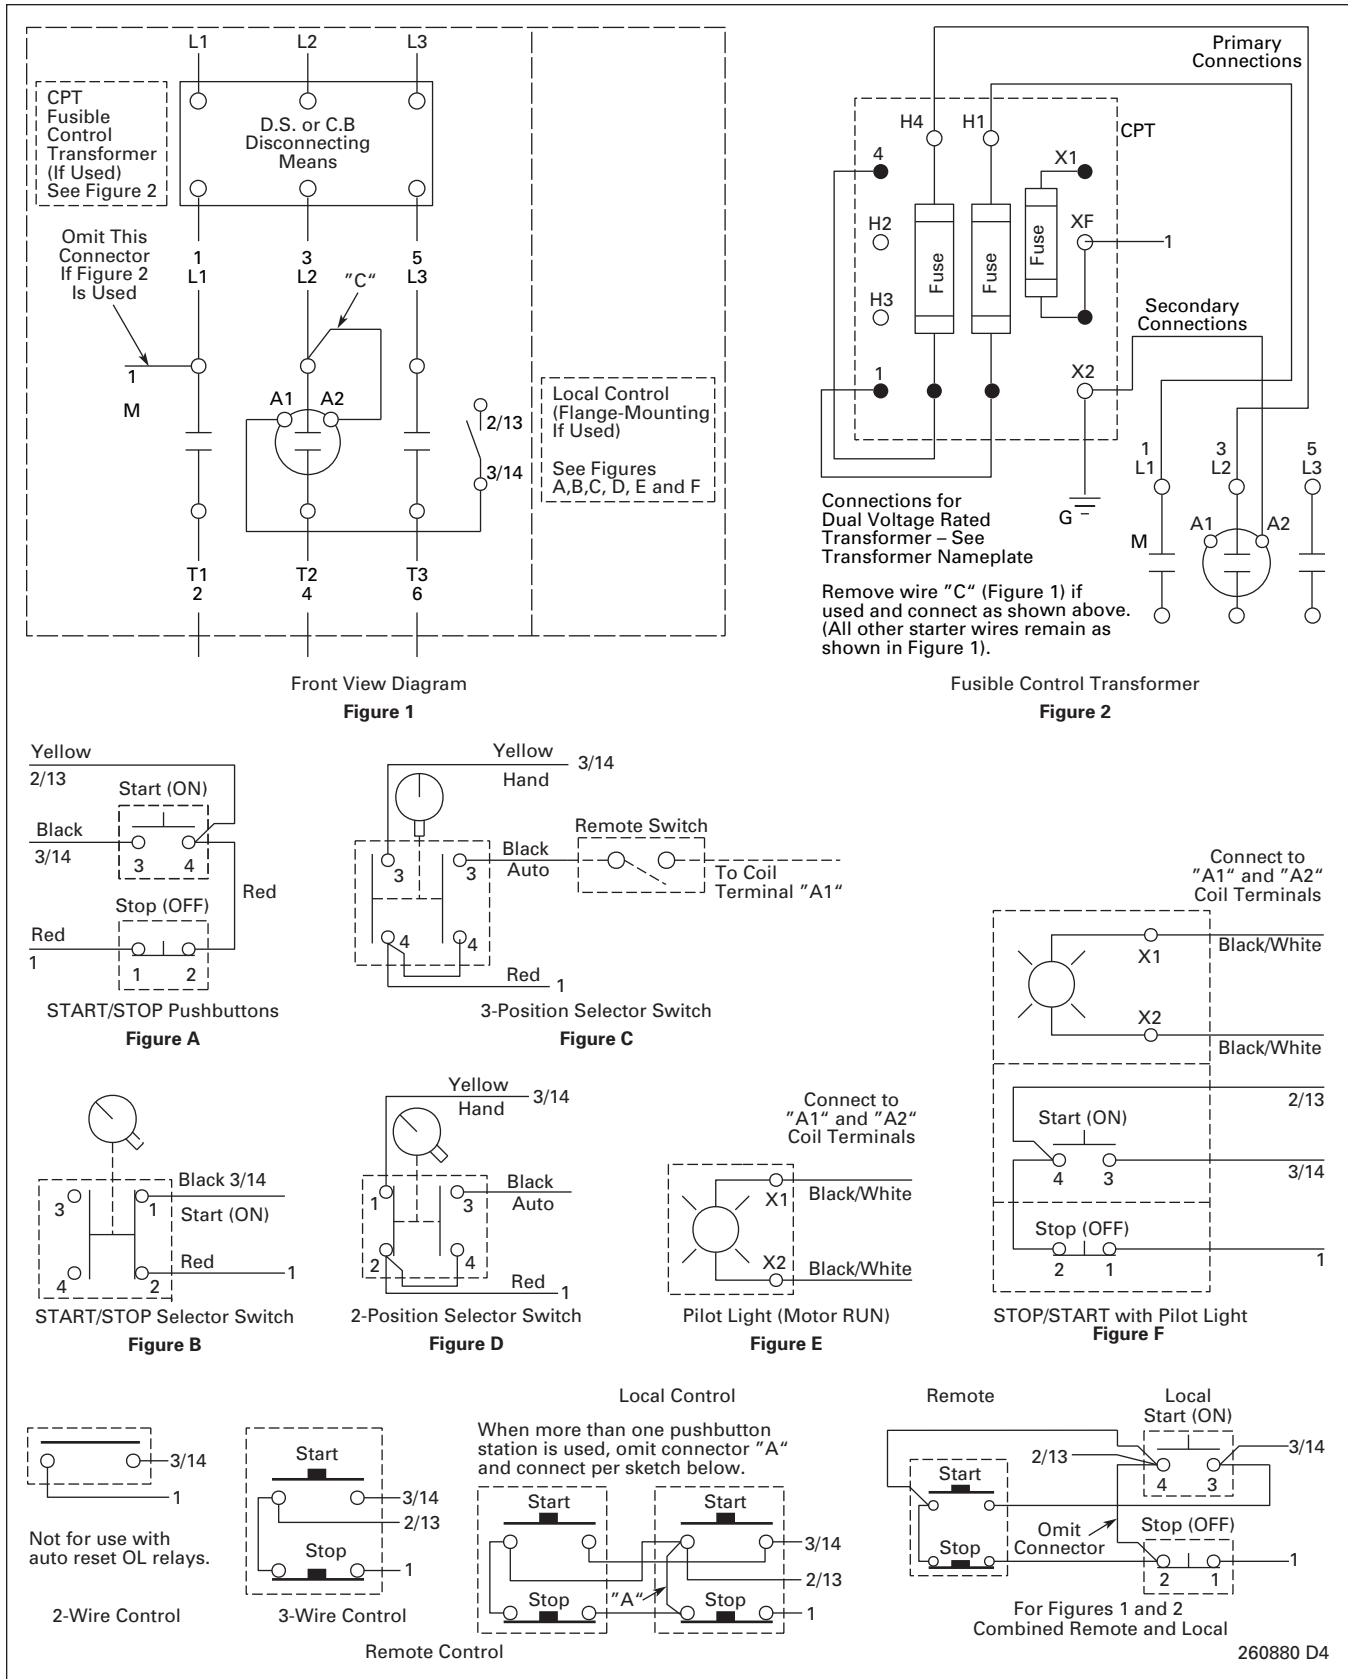 L1
L2
L3
CPT
Fusible
Control
Transformer
(If Used)
See Figure 2
D.S. or C.B
Disconnecting
Means
Omit This
Connector
If Figure 2
Is Used
1
L1
3
L2
5
L3
"C"
1
M
A1
A2
2/13
3/14
Local Control
(Flange-Mounting
If Used)
See Figures
A,B,C, D, E and F
T1
2
T2
4
T3
6
Front View Diagram
Figure 1
Primary
Connections
H4
H1
CPT
4
X1
H2
XF
1
Fuse
Fuse
Fuse
H3
Secondary
Connections
1
X2
G
1
L1
3
L2
5
L3
A1
A2
M
Connections for
Dual Voltage Rated
Transformer – See
Transformer Nameplate
Remove wire "C" (Figure 1) if
used and connect as shown above.
(All other starter wires remain as
shown in Figure 1).
Fusible Control Transformer
Figure 2
Yellow
2/13
Start (ON)
Black
3/14
3
4
Red
Stop (OFF)
Red
1
1
2
START/STOP Pushbuttons
Figure A
Yellow
3/14
Hand
Remote Switch
Black
Auto
3
3
To Coil
Terminal "A1"
4
4
Red
1
3-Position Selector Switch
Figure C
Connect to
"A1" and "A2"
Coil Terminals
Black/White
X1
X2
Black/White
2/13
Start (ON)
4
3
3/14
Stop (OFF)
2
1
1
STOP/START with Pilot Light
Figure F
Black 3/14
3
1
Start (ON)
Red
1
4
2
START/STOP Selector Switch
Figure B
Yellow
3/14
Hand
Black
Auto
1
3
2
4
Red
1
2-Position Selector Switch
Figure D
Connect to
"A1" and "A2"
Coil Terminals
X1
Black/White
X2
Black/White
Pilot Light (Motor RUN)
Figure E
3/14
1
Not for use with
auto reset OL relays.
2-Wire Control
Start
3/14
2/13
Stop
1
3-Wire Control
Remote Control
Local Control
When more than one pushbutton
station is used, omit connector "A"
and connect per sketch below.
Start
Start
3/14
2/13
"A"
Stop
Stop
1
Remote
Local
Start (ON)
2/13
3/14
4
3
Start
Omit
Connector
Stop (OFF)
Stop
1
2
1
For Figures 1 and 2
Combined Remote and Local
260880 D4